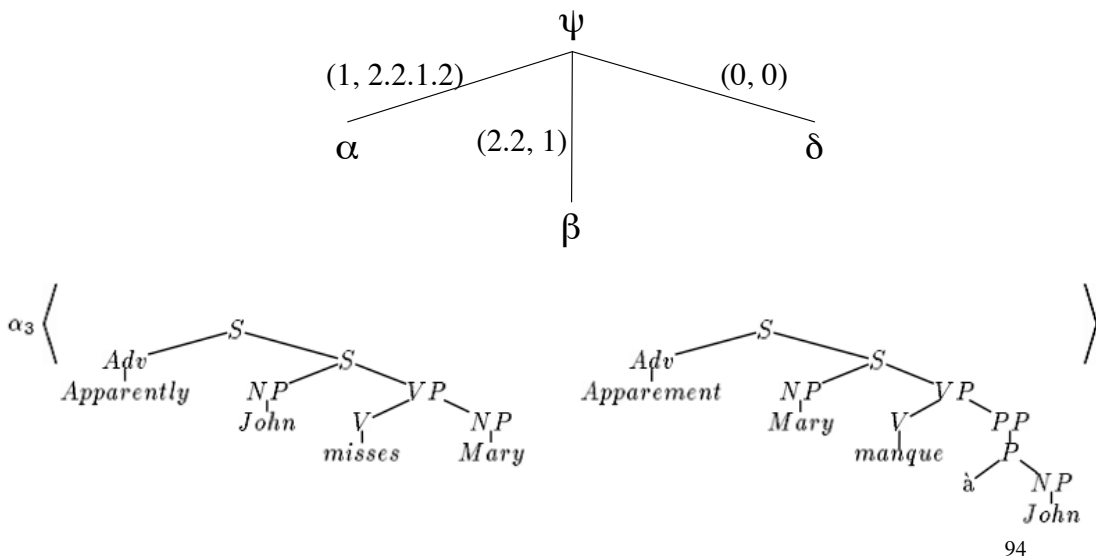 ψ
(1, 2.2.1.2) (0, 0)
α (2.2, 1) δ
β
α₃ ⟨ S S ⟩
Adv S Adv S
Apparently NP VP Apparement NP VP
John V NP Mary V PP
misses Mary manque P
à NP
John
94